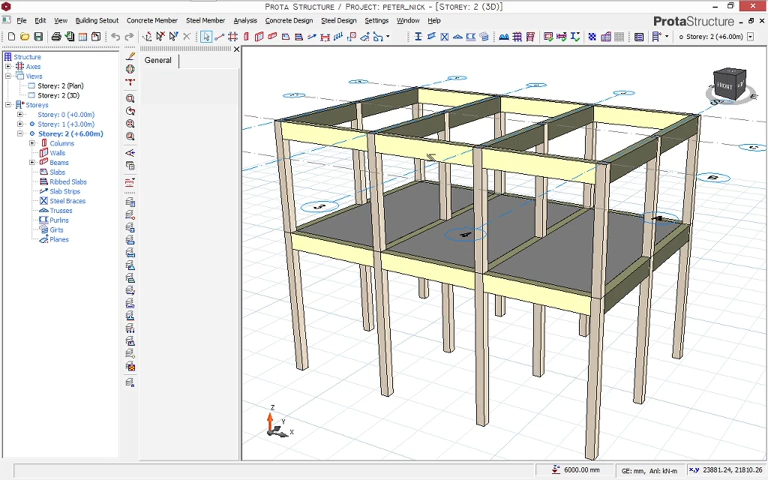 PROTA STRUCTURE / PROJECT: PETER_NICK - [STOREY: 2 (3D)]
File Edit View Building Setout Concrete Member Steel Member Analysis Concrete Design Steel Design Settings Window Help
ProtaStructure
Storey: 2 (+6.00m)
General
Structure
Axes
Views
Storey: 2 (Plan)
Storey: 2 (3D)
Storeys
Storey: 0 (+0.00m)
Storey: 1 (+3.00m)
Storey: 2 (+6.00m)
Columns
Walls
Beams
Slabs
Ribbed Slabs
Slab Strips
Steel Braces
Trusses
Purlins
Girts
Planes
FRONT
Z
Y
X
6000.00 mm
GE: mm, Anl: kN-m
x,y 23881.24, 21810.26